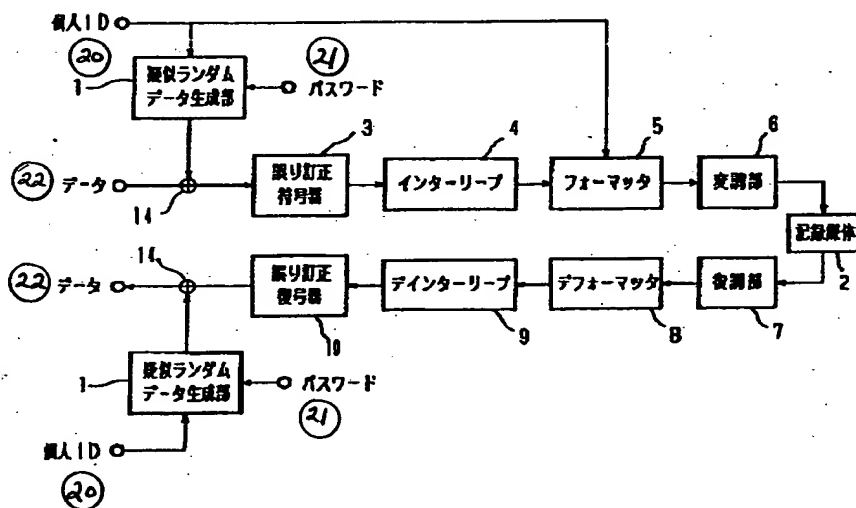 個人ID
20
21
1
疑似ランダム
データ生成部
パスワード
3
4
5
6
22
データ
14
誤り訂正
符号器
インターリーブ
フォーマッタ
変調部
記録媒体
2
22
データ
14
誤り訂正
復号器
デインターリーブ
デフォーマッタ
復調部
10
9
8
7
1
疑似ランダム
データ生成部
パスワード
21
個人ID
20